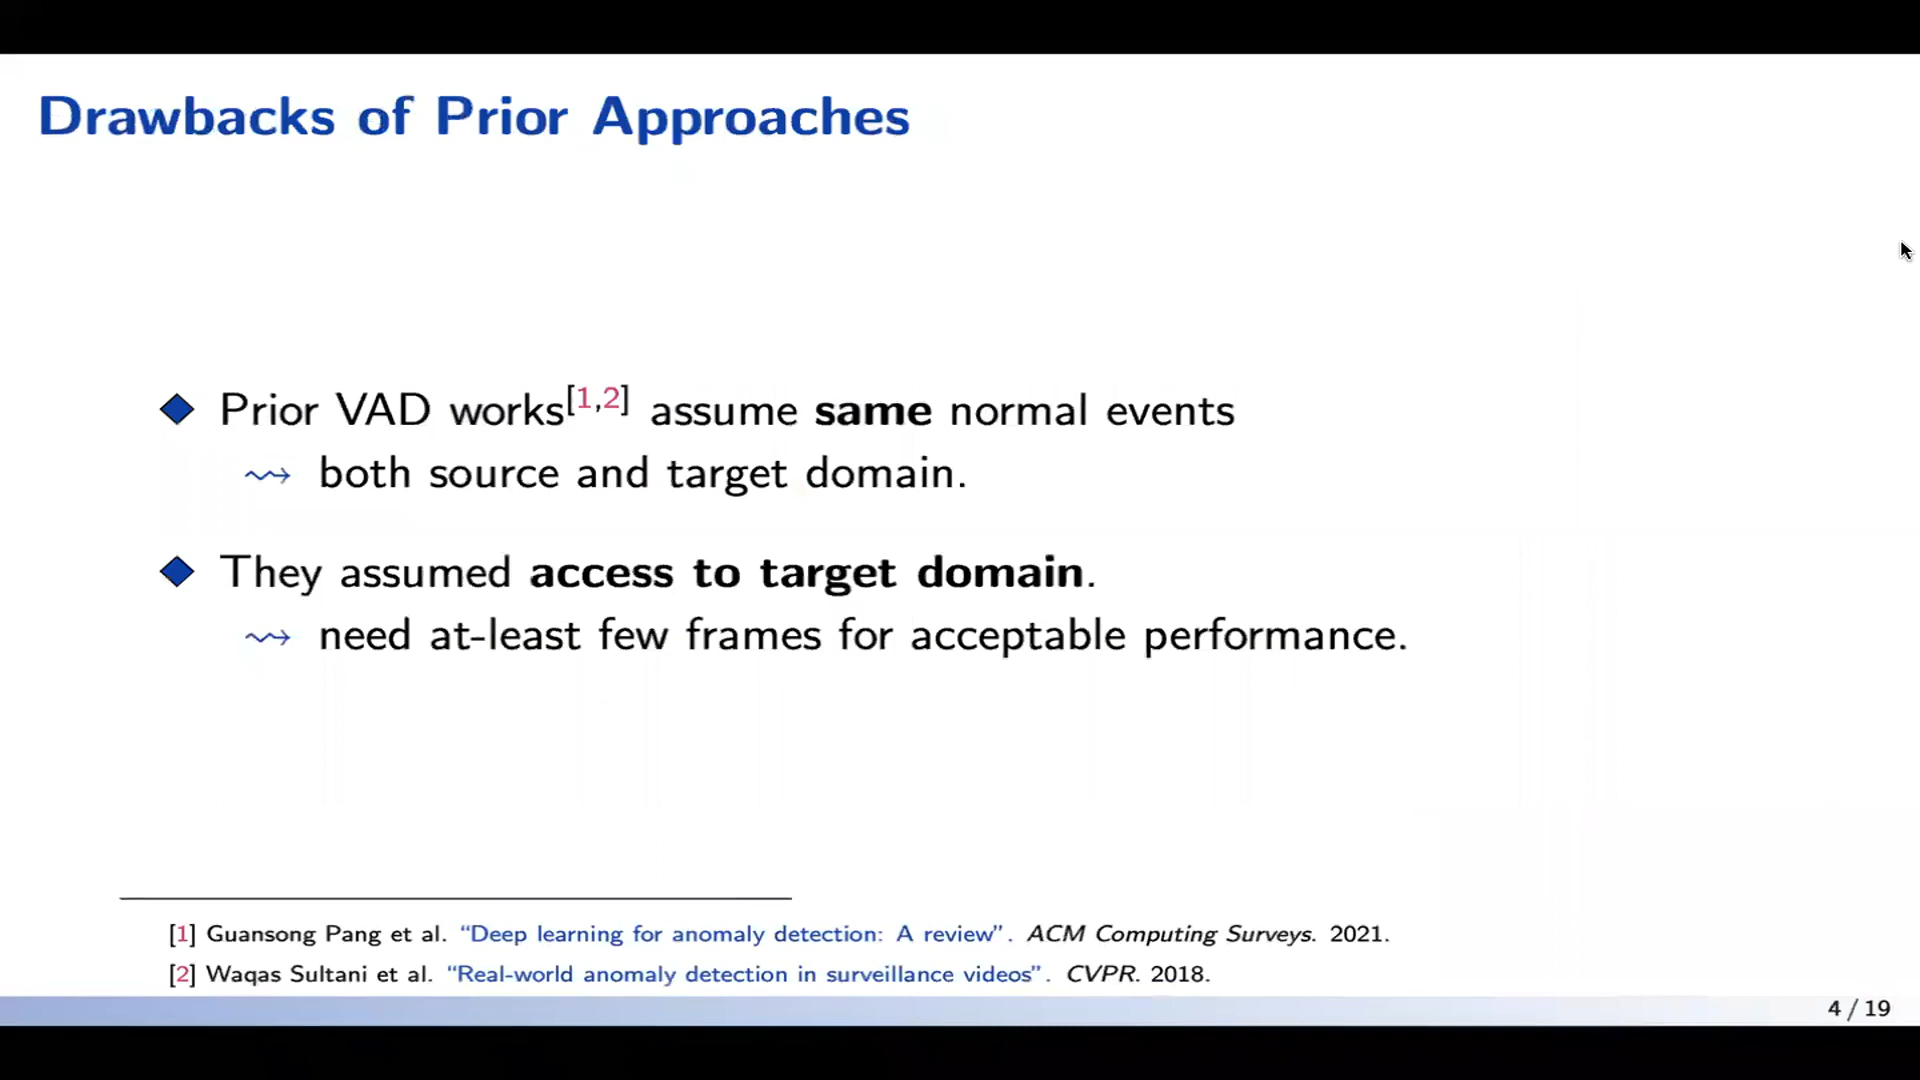 Drawbacks of Prior Approaches
Prior VAD works[1,2] assume same normal events
⇝ both source and target domain.
They assumed access to target domain.
⇝ need at-least few frames for acceptable performance.
[1] Guansong Pang et al. “Deep learning for anomaly detection: A review”. ACM Computing Surveys. 2021.
[2] Waqas Sultani et al. “Real-world anomaly detection in surveillance videos”. CVPR. 2018.
4 / 19